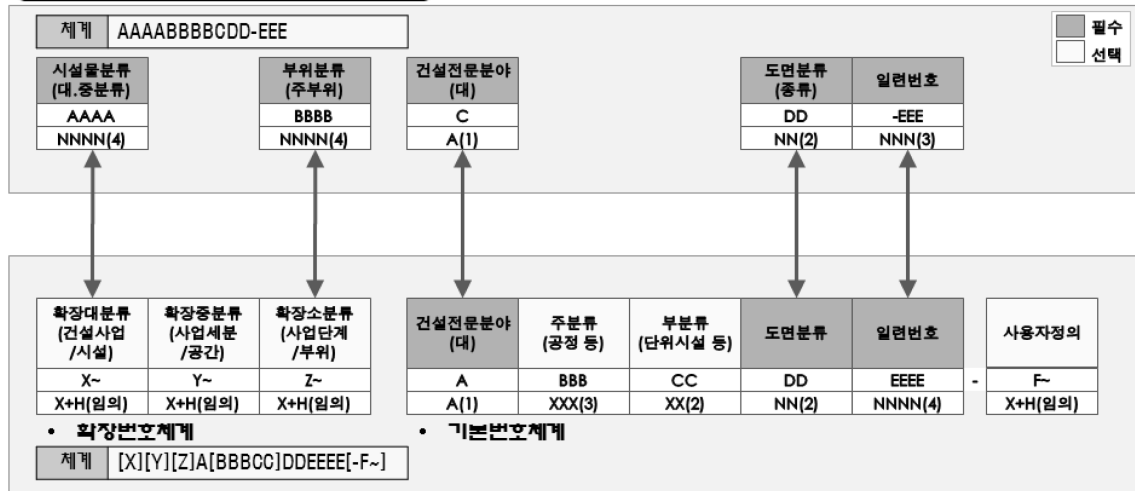 체계 AAAABBBBCDD-EEE
필수
선택
시설물분류 부위분류 건설전문분야 도면분류 일련번호
(대.중분류) (주부위) (대) (종류)
AAAA BBBB C DD -EEE
NNNN(4) NNNN(4) A(1) NN(2) NNN(3)
확장대분류 확장중분류 확장소분류 건설전문분야 주분류 부분류 도면분류 일련번호 사용자정의
(건설사업 (사업세분 (사업단계 (대) (공정 등) (단위시설 등)
/시설) /공간) /부위)
X~ Y~ Z~ A BBB CC DD EEEE - F~
X+H(임의) X+H(임의) X+H(임의) A(1) XXX(3) XX(2) NN(2) NNNN(4) X+H(임의)
• 확장번호체계 • 기본번호체계
체계 [X][Y][Z]A[BBBCC]DDEEEE[-F~]